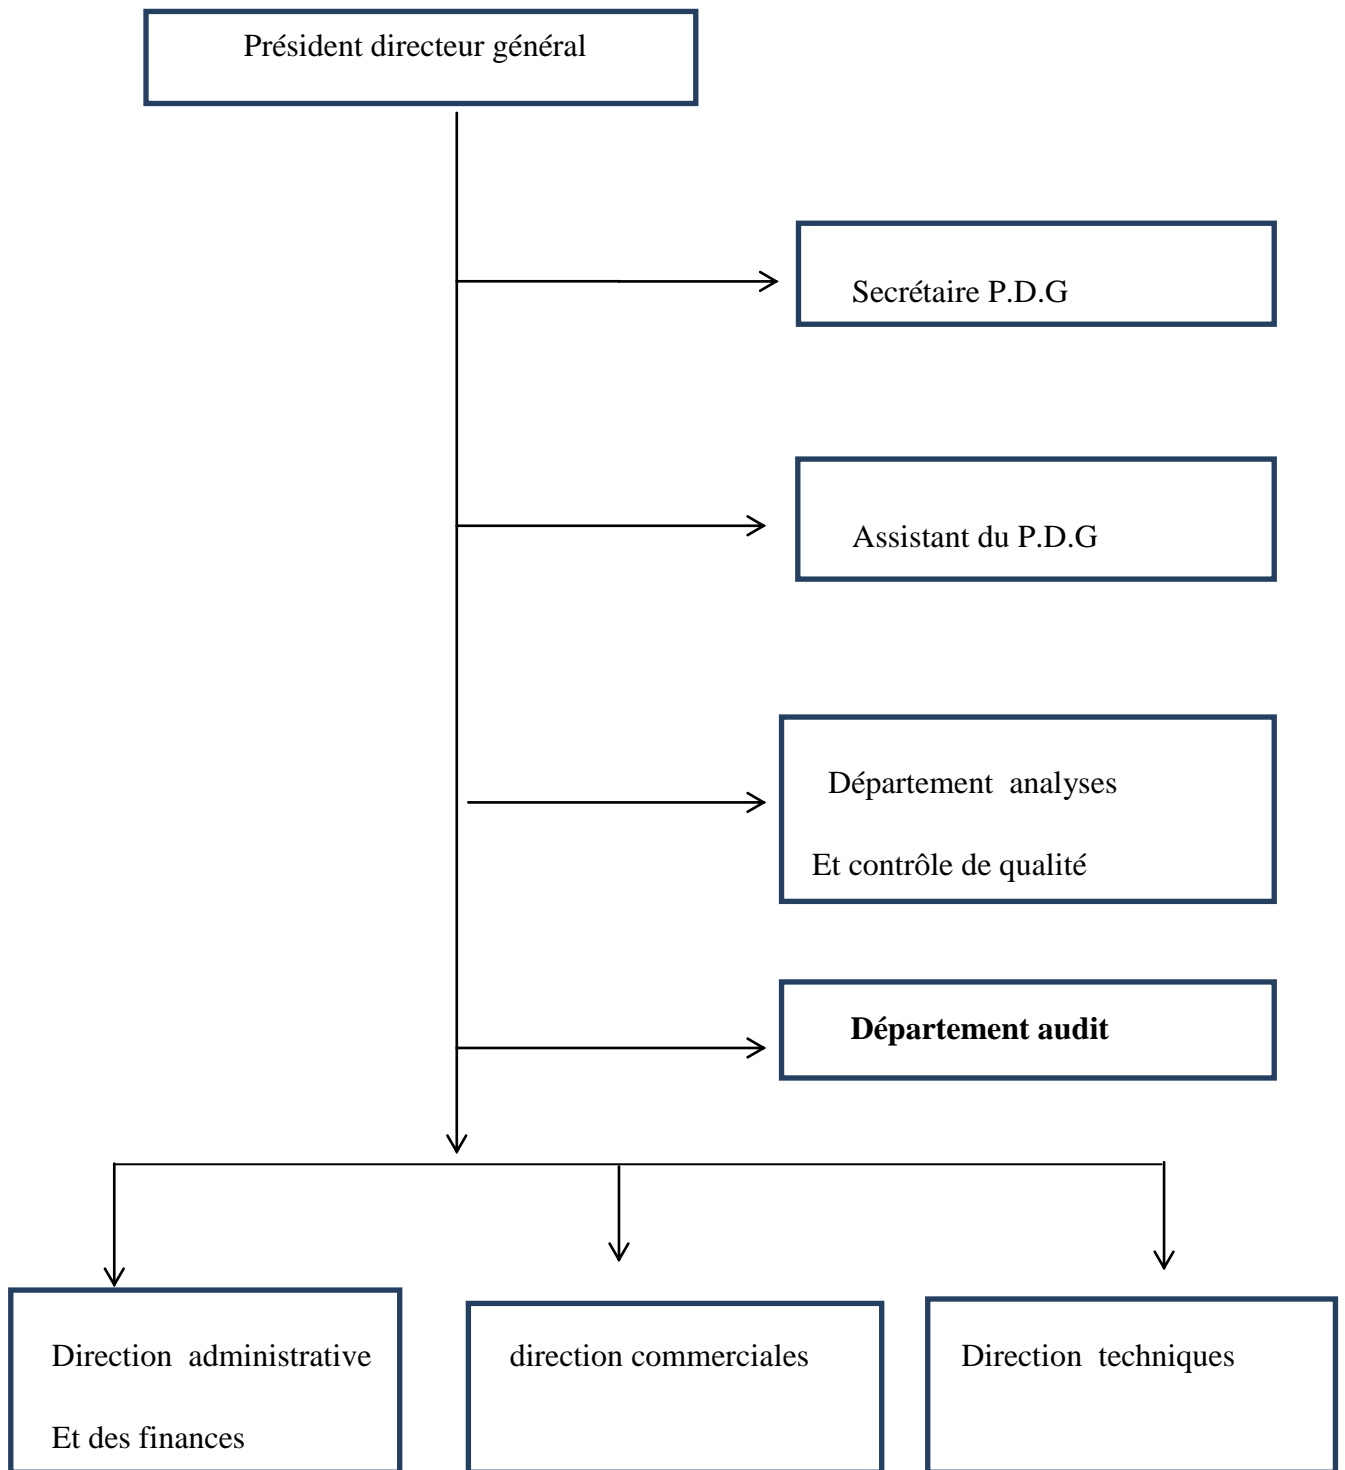 Président directeur général
Secrétaire P.D.G
Assistant du P.D.G
Département analyses
Et contrôle de qualité
Département audit
Direction administrative
Et des finances
direction commerciales
Direction techniques